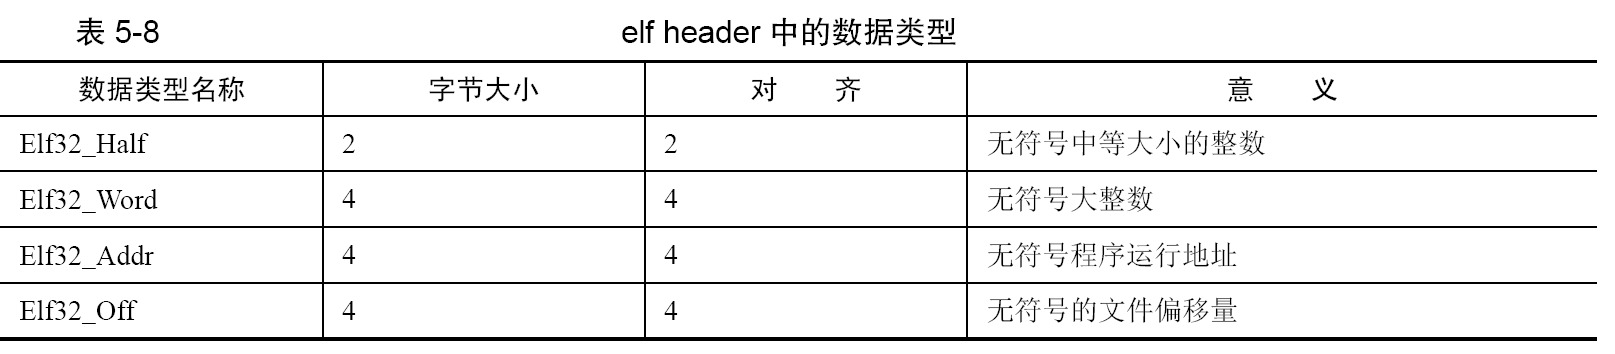 表 5-8 elf header 中的数据类型
数据类型名称 字节大小 对 齐 意 义
Elf32_Half 2 2 无符号中等大小的整数
Elf32_Word 4 4 无符号大整数
Elf32_Addr 4 4 无符号程序运行地址
Elf32_Off 4 4 无符号的文件偏移量